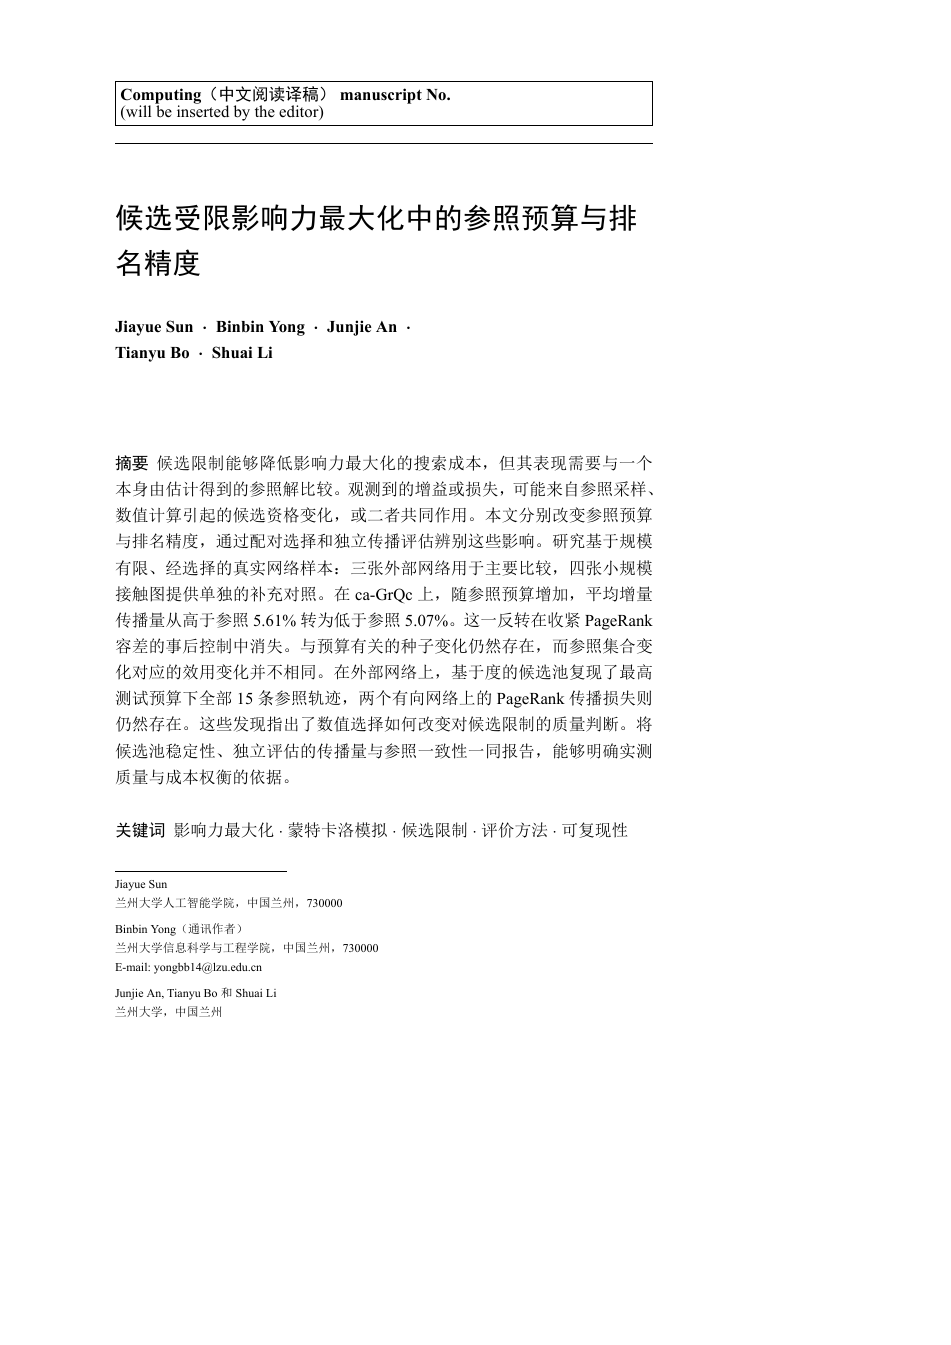 Computing（中文阅读译稿） manuscript No.
(will be inserted by the editor)
候选受限影响力最大化中的参照预算与排
名精度
Jiayue Sun · Binbin Yong · Junjie An ·
Tianyu Bo · Shuai Li
摘要 候选限制能够降低影响力最大化的搜索成本，但其表现需要与一个
本身由估计得到的参照解比较。观测到的增益或损失，可能来自参照采样、
数值计算引起的候选资格变化，或二者共同作用。本文分别改变参照预算
与排名精度，通过配对选择和独立传播评估辨别这些影响。研究基于规模
有限、经选择的真实网络样本：三张外部网络用于主要比较，四张小规模
接触图提供单独的补充对照。在 ca-GrQc 上，随参照预算增加，平均增量
传播量从高于参照 5.61% 转为低于参照 5.07%。这一反转在收紧 PageRank
容差的事后控制中消失。与预算有关的种子变化仍然存在，而参照集合变
化对应的效用变化并不相同。在外部网络上，基于度的候选池复现了最高
测试预算下全部 15 条参照轨迹，两个有向网络上的 PageRank 传播损失则
仍然存在。这些发现指出了数值选择如何改变对候选限制的质量判断。将
候选池稳定性、独立评估的传播量与参照一致性一同报告，能够明确实测
质量与成本权衡的依据。
关键词 影响力最大化 · 蒙特卡洛模拟 · 候选限制 · 评价方法 · 可复现性
Jiayue Sun
兰州大学人工智能学院，中国兰州，730000
Binbin Yong（通讯作者）
兰州大学信息科学与工程学院，中国兰州，730000
E-mail: yongbb14@lzu.edu.cn
Junjie An, Tianyu Bo 和 Shuai Li
兰州大学，中国兰州